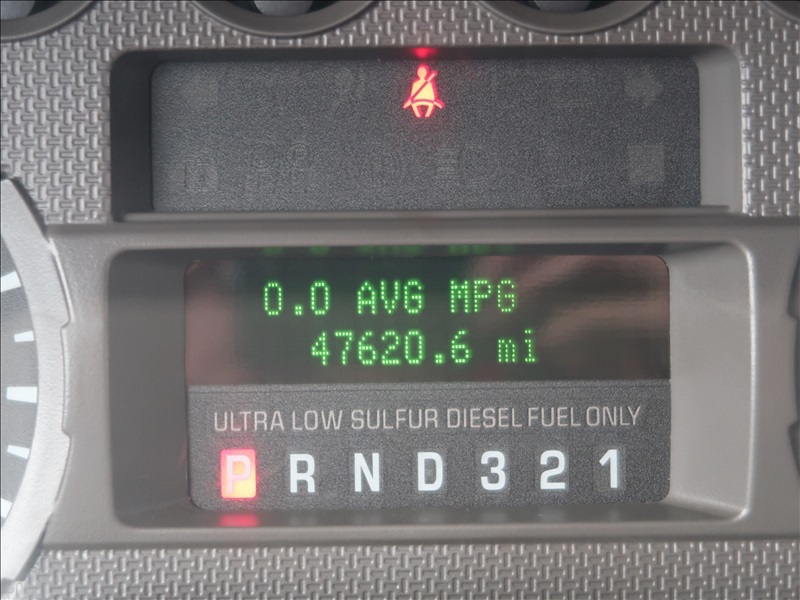 0.0 AVG MPG
47620.6 mi
ULTRA LOW SULFUR DIESEL FUEL ONLY
P R N D 3 2 1